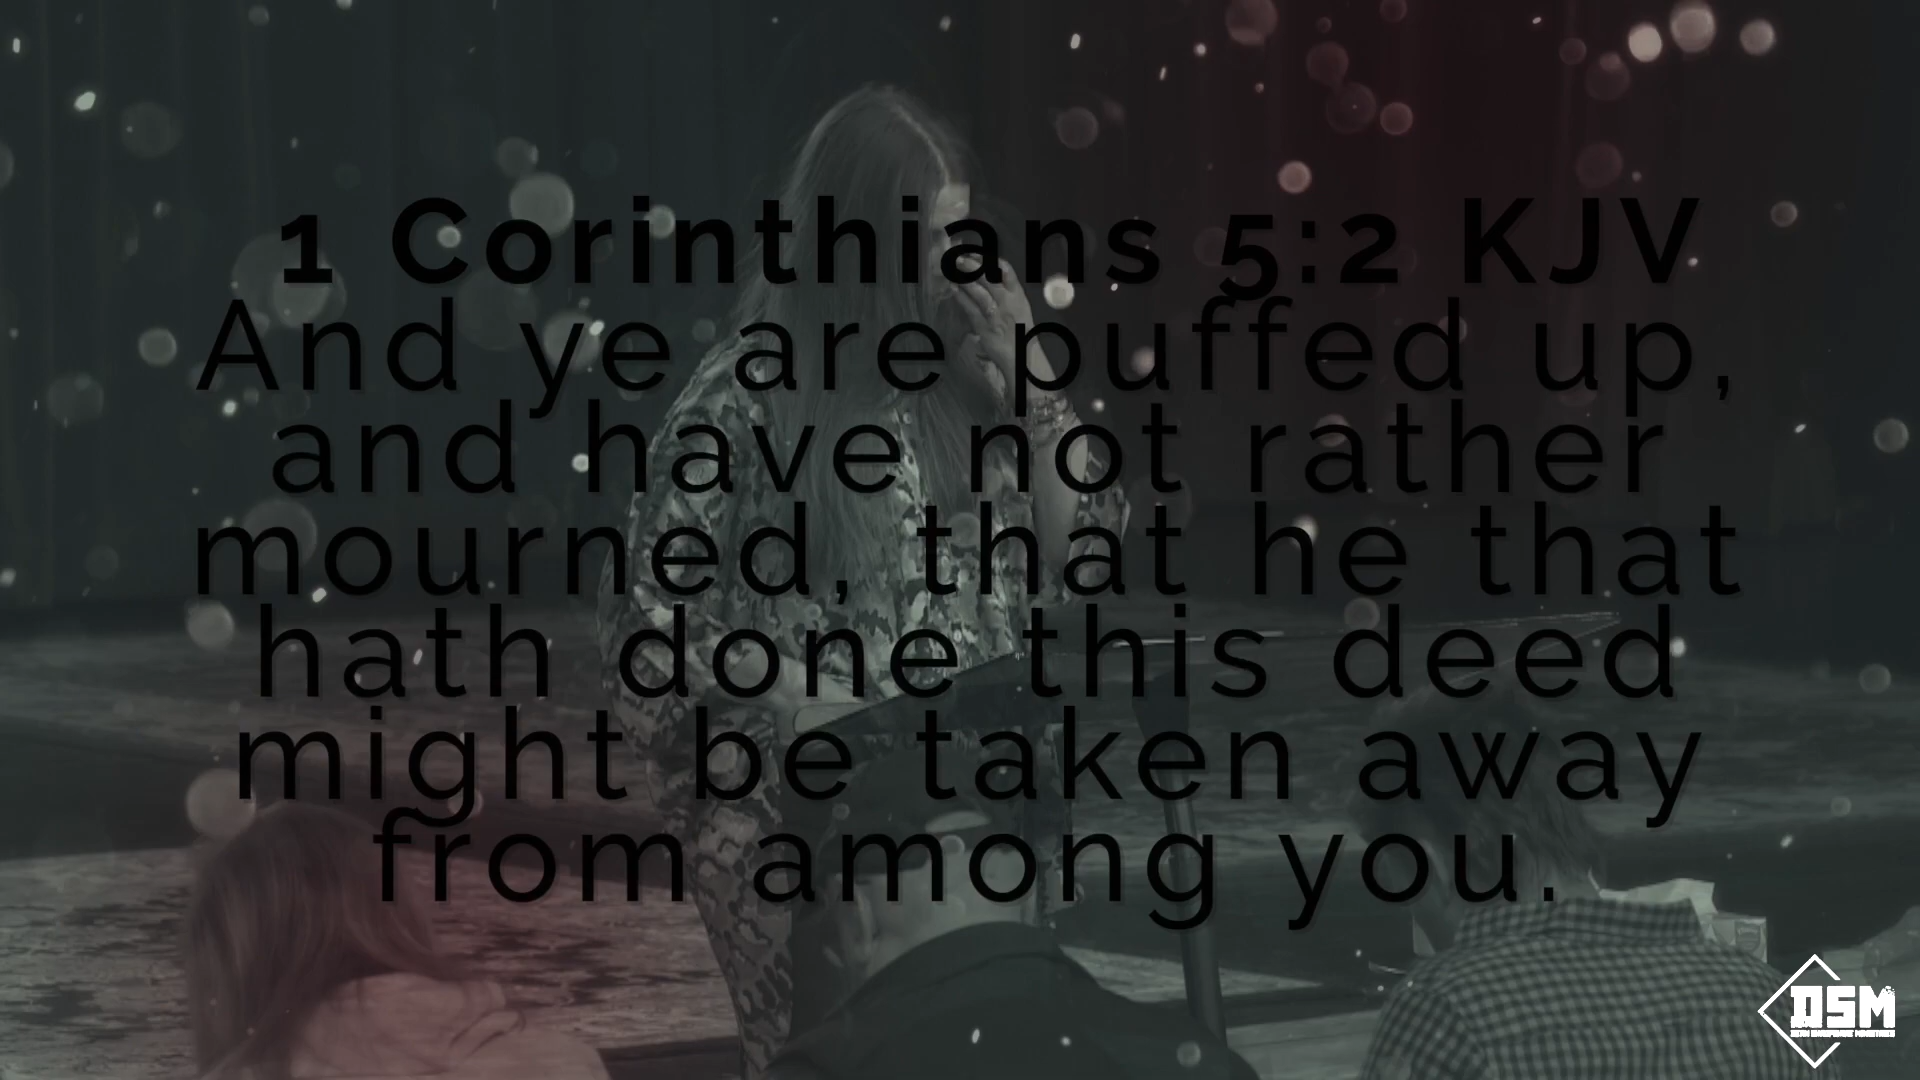 1 Corinthians 5:2 KJV
And ye are puffed up,
and have not rather
mourned, that he that
hath done this deed
might be taken away
from among you.
DSM